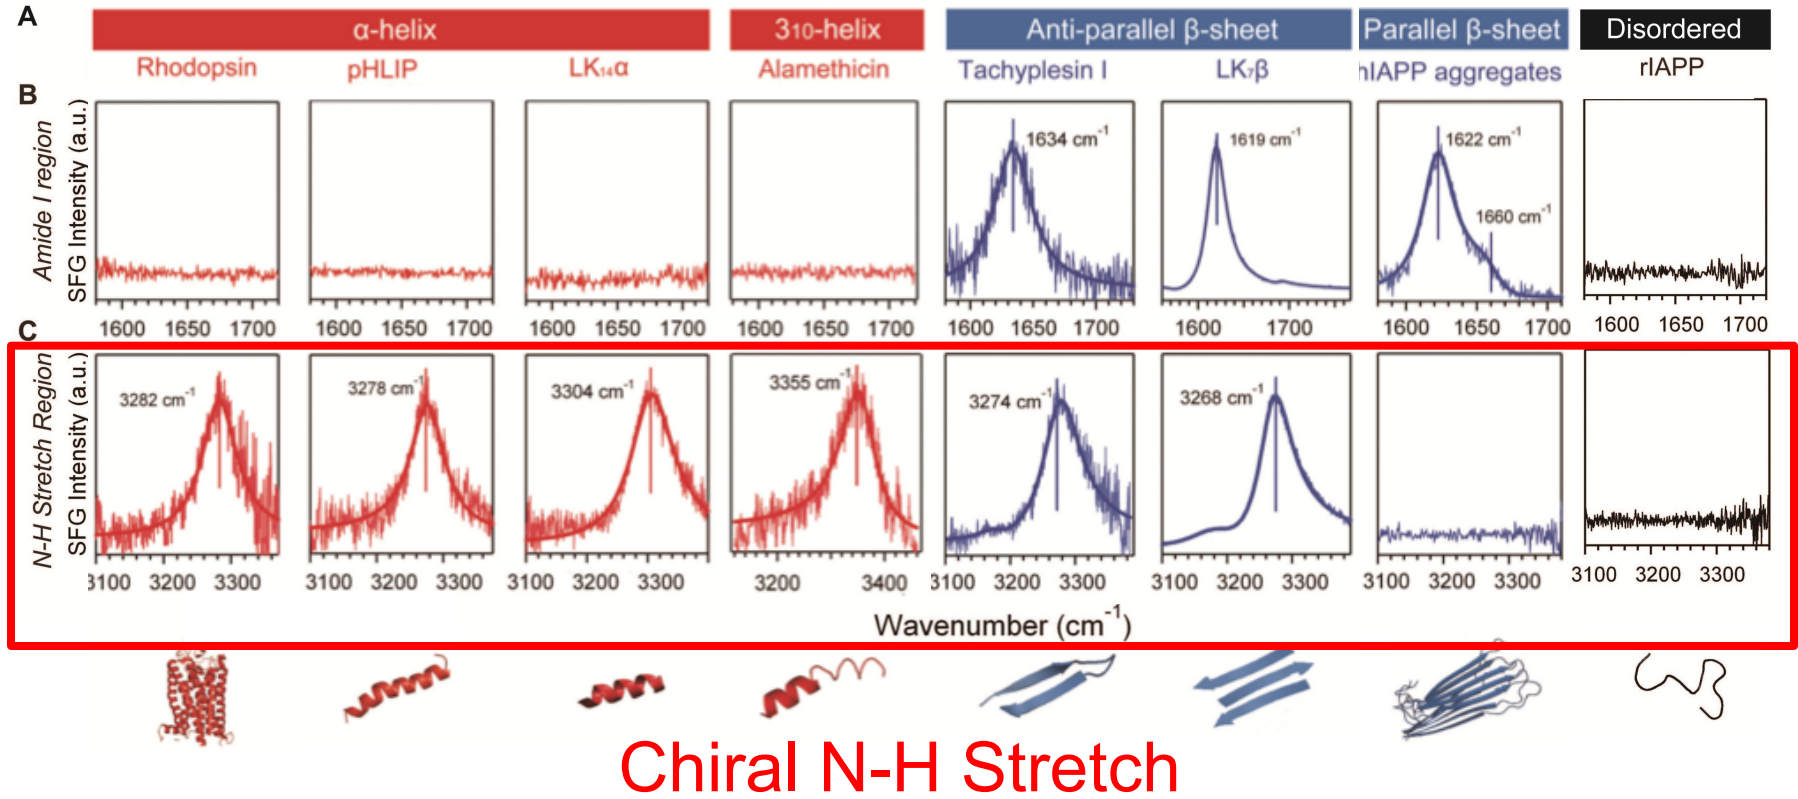 A
α-helix 3₁₀-helix Anti-parallel β-sheet Parallel β-sheet Disordered
Rhodopsin pHLIP LK₁₄α Alamethicin Tachyplesin I LK₇β hIAPP aggregates rIAPP
B
Amide I region
SFG Intensity (a.u.)
1634 cm⁻¹ 1619 cm⁻¹ 1622 cm⁻¹
1660 cm⁻¹
1600 1650 1700 1600 1650 1700 1600 1650 1700 1600 1650 1700 1600 1650 1700 1600 1700 1600 1650 1700 1600 1650 1700
C
N-H Stretch Region
SFG Intensity (a.u.)
3282 cm⁻¹ 3278 cm⁻¹ 3304 cm⁻¹ 3355 cm⁻¹ 3274 cm⁻¹ 3268 cm⁻¹
3100 3200 3300 3100 3200 3300 3100 3200 3300 3200 3400 3100 3200 3300 3100 3200 3300 3100 3200 3300 3100 3200 3300
Wavenumber (cm⁻¹)
Chiral N-H Stretch